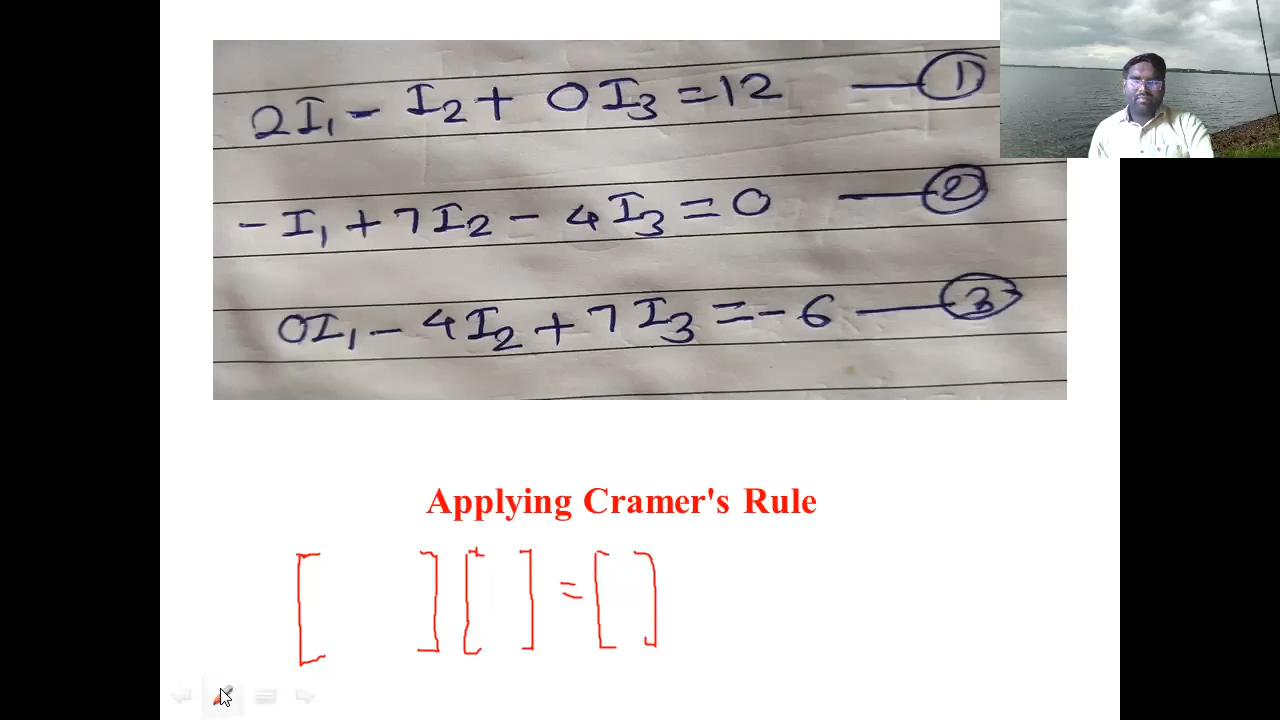 2I₁ - I₂ + 0I₃ = 12 — ①
-I₁ + 7I₂ - 4I₃ = 0 — ②
0I₁ - 4I₂ + 7I₃ = -6 — ③
Applying Cramer's Rule
[ ] [ ] = [ ]